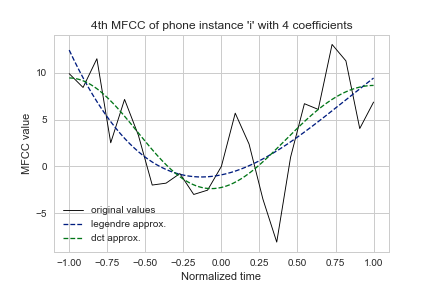 4th MFCC of phone instance 'i' with 4 coefficients
MFCC value
10
5
0
−5
original values
legendre approx.
dct approx.
−1.00 −0.75 −0.50 −0.25 0.00 0.25 0.50 0.75 1.00
Normalized time